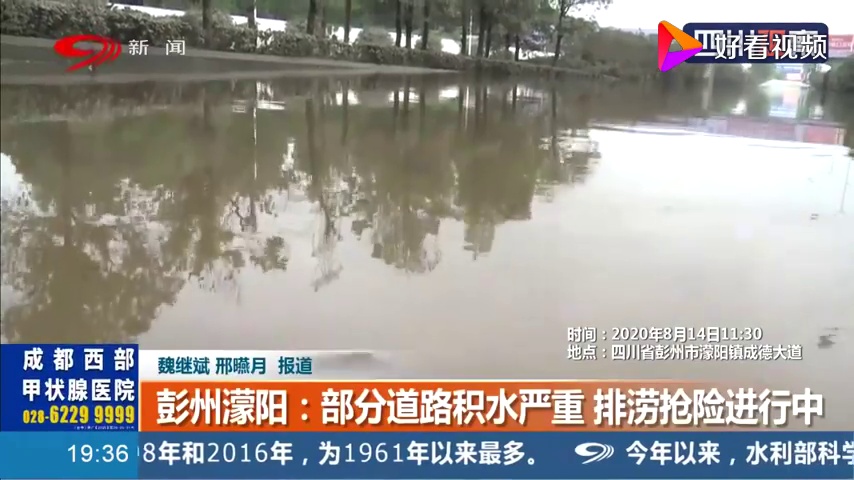 新闻
好看视频
时间：2020年8月14日11:30
地点：四川省彭州市濛阳镇成德大道
成都西部
甲状腺医院
028-6229 9999
魏继斌 邢嚥月 报道
彭州濛阳：部分道路积水严重 排涝抢险进行中
19:36
8年和2016年，为1961年以来最多。 今年以来，水利部科学